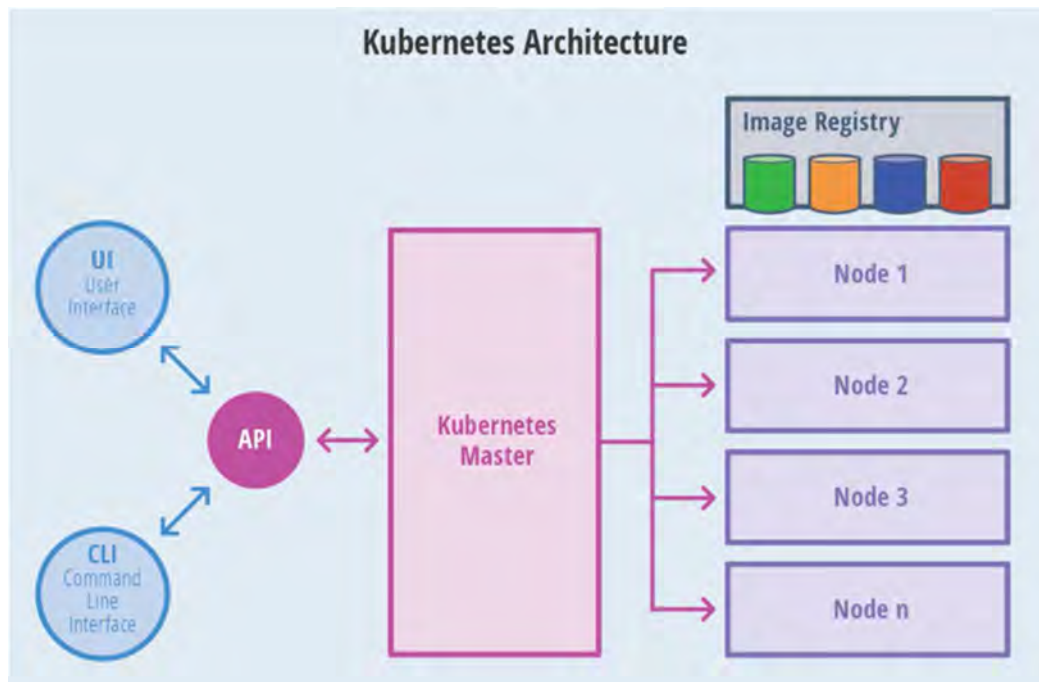 Kubernetes Architecture
Image Registry
UI
User
Interface
API
CLI
Command
Line
Interface
Kubernetes
Master
Node 1
Node 2
Node 3
Node n